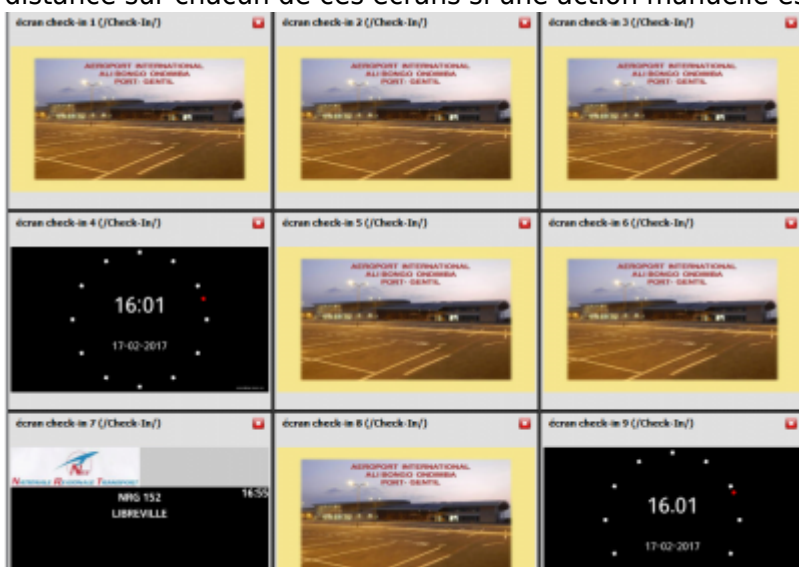 distance sur chacun de ces écrans si une action manuelle es
écran check-in 1 (/Check-In/)
AEROPORT INTERNATIONAL
ALI BONGO ONDIMBA
PORT- GENTIL
écran check-in 2 (/Check-In/)
AEROPORT INTERNATIONAL
ALI BONGO ONDIMBA
PORT- GENTIL
écran check-in 3 (/Check-In/)
AEROPORT INTERNATIONAL
ALI BONGO ONDIMBA
PORT- GENTIL
écran check-in 4 (/Check-In/)
16:01
17-02-2017
écran check-in 5 (/Check-In/)
AEROPORT INTERNATIONAL
ALI BONGO ONDIMBA
PORT- GENTIL
écran check-in 6 (/Check-In/)
AEROPORT INTERNATIONAL
ALI BONGO ONDIMBA
PORT- GENTIL
écran check-in 7 (/Check-In/)
NATIONALE REGIONALE TRANSPORT
NRG 152
16:55
LIBREVILLE
écran check-in 8 (/Check-In/)
AEROPORT INTERNATIONAL
ALI BONGO ONDIMBA
PORT- GENTIL
écran check-in 9 (/Check-In/)
16.01
17-02-2017